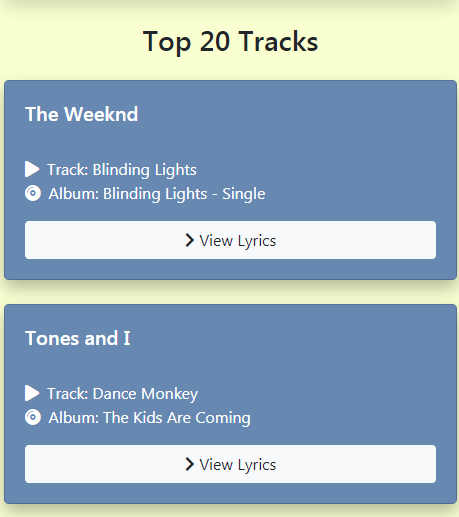 Top 20 Tracks
The Weeknd
Track: Blinding Lights
Album: Blinding Lights - Single
View Lyrics
Tones and I
Track: Dance Monkey
Album: The Kids Are Coming
View Lyrics